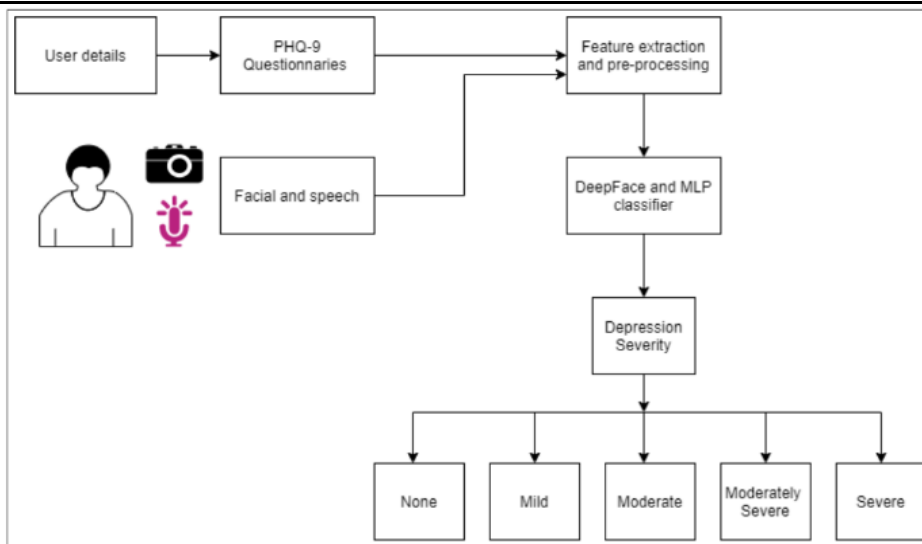 User details
PHQ-9
Questionnaries
Feature extraction
and pre-processing
Facial and speech
DeepFace and MLP
classifier
Depression
Severity
None
Mild
Moderate
Moderately
Severe
Severe